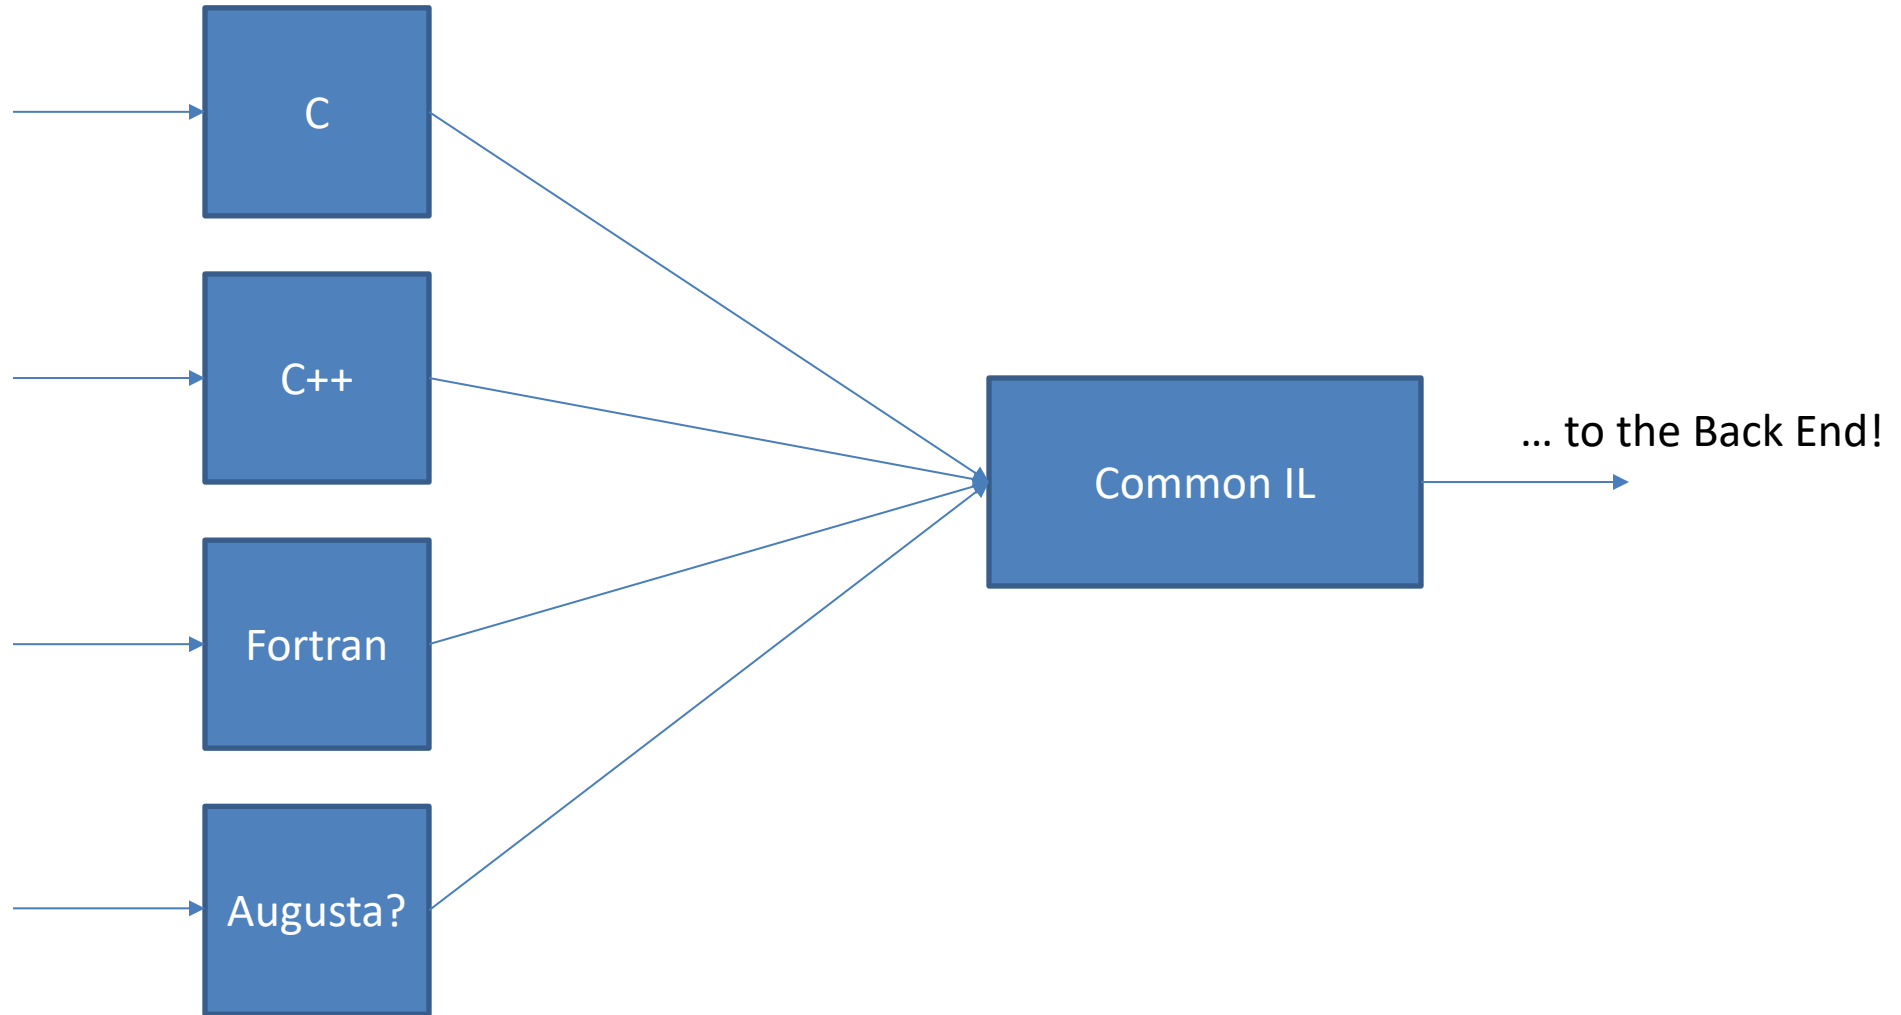 C
C++
Fortran
Augusta?
Common IL
... to the Back End!